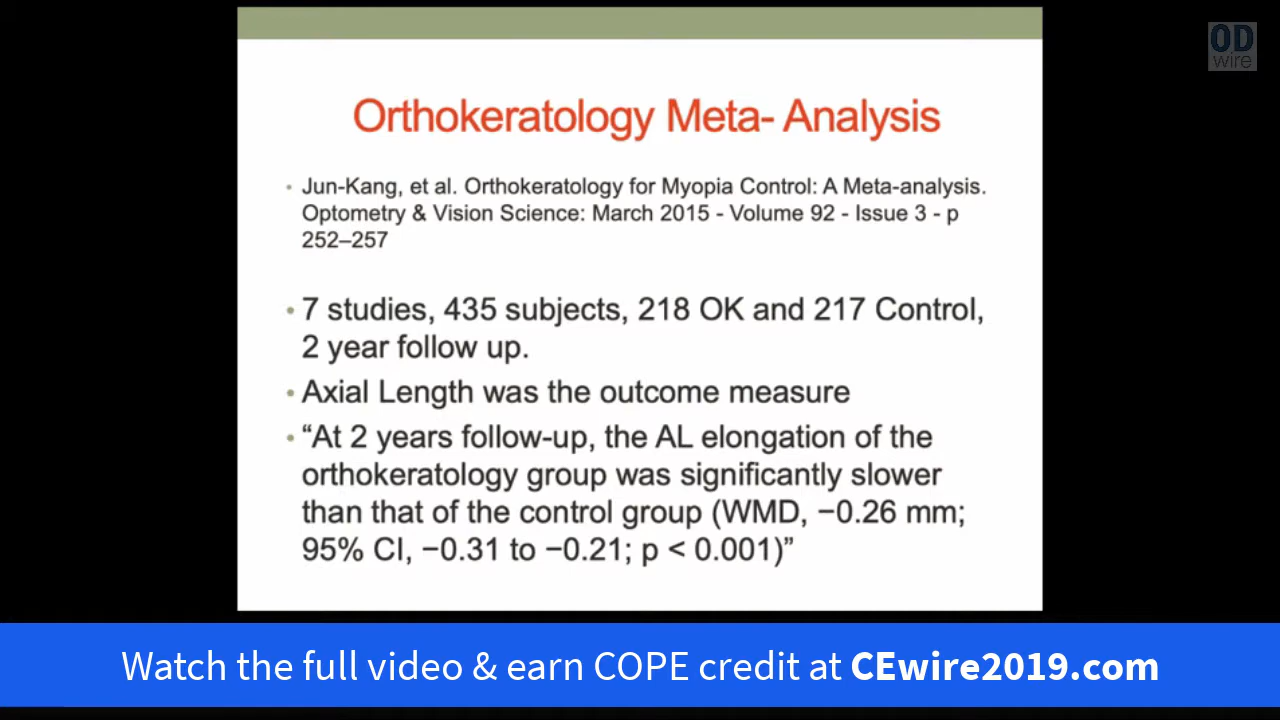 OD
wire
Orthokeratology Meta- Analysis
• Jun-Kang, et al. Orthokeratology for Myopia Control: A Meta-analysis.
Optometry & Vision Science: March 2015 - Volume 92 - Issue 3 - p
252–257
• 7 studies, 435 subjects, 218 OK and 217 Control,
2 year follow up.
• Axial Length was the outcome measure
• “At 2 years follow-up, the AL elongation of the
orthokeratology group was significantly slower
than that of the control group (WMD, −0.26 mm;
95% CI, −0.31 to −0.21; p < 0.001)”
Watch the full video & earn COPE credit at CEwire2019.com